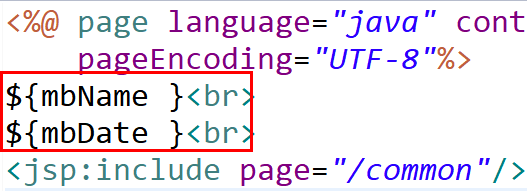 <%@ page language="java" cont
pageEncoding="UTF-8"%>
${mbName }<br>
${mbDate }<br>
<jsp:include page="/common"/>